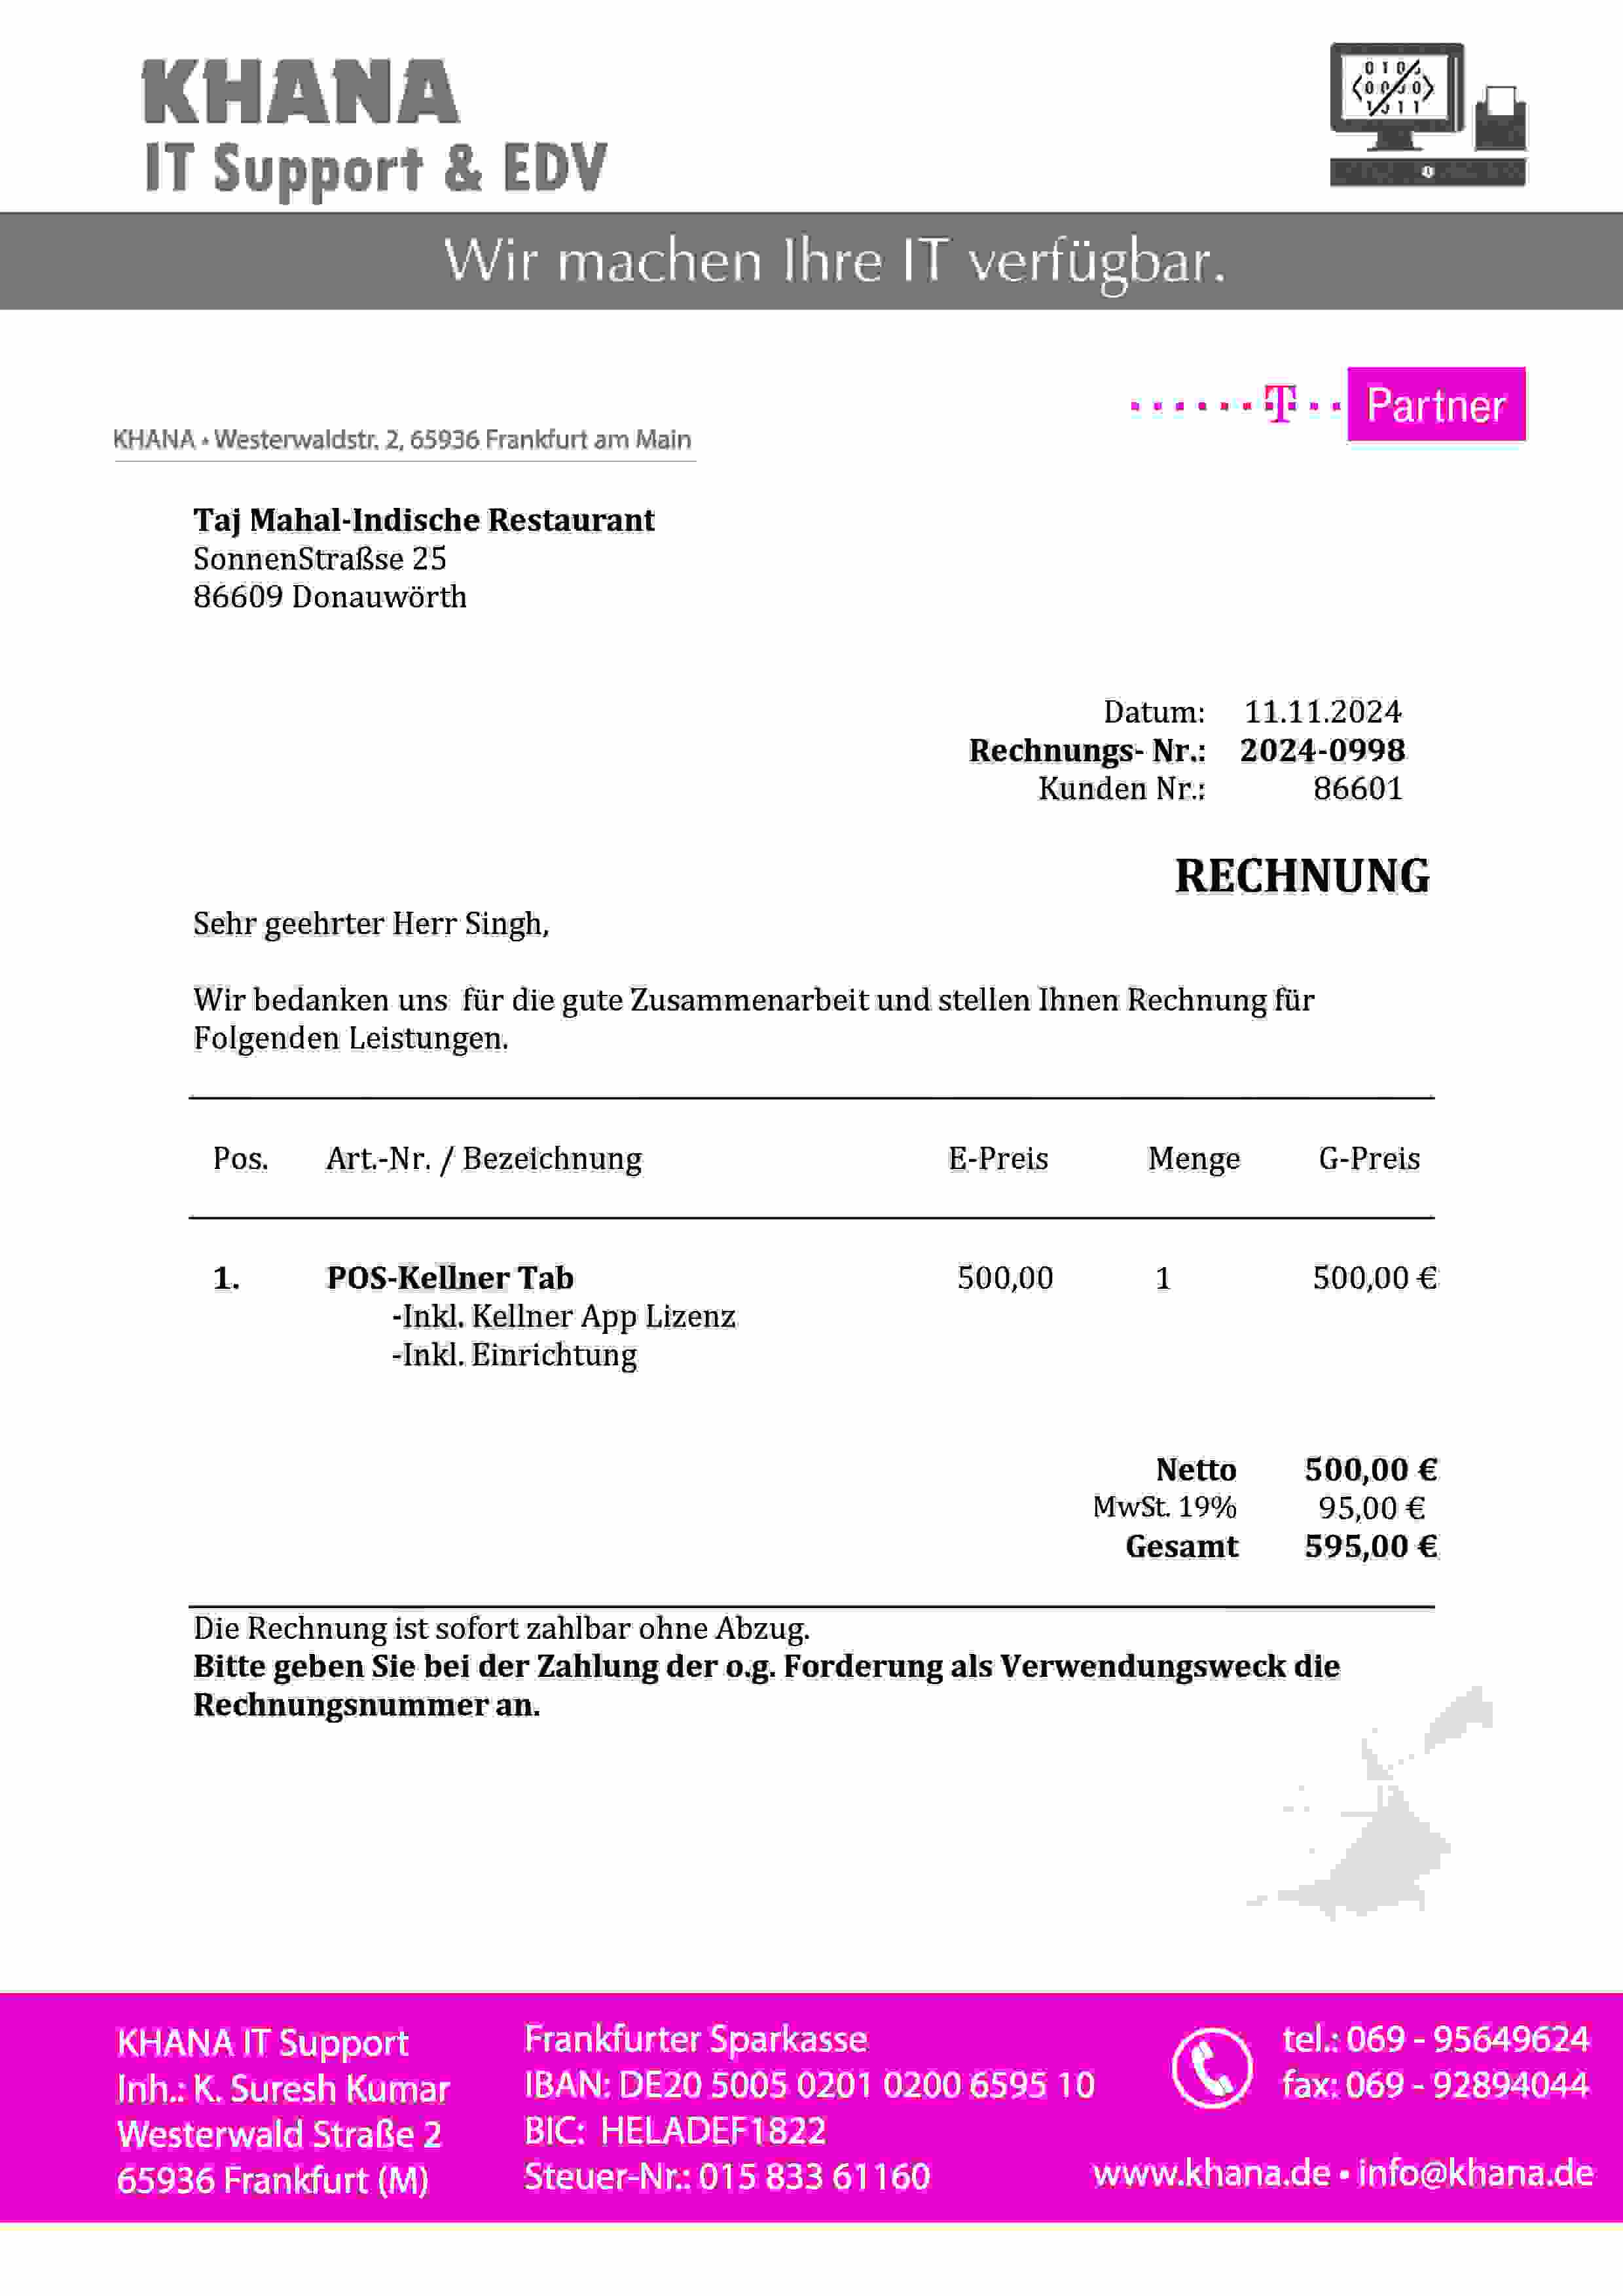 KHANA
IT Support & EDV
Wir machen Ihre IT verfügbar.
T Partner
KHANA • Westerwaldstr. 2, 65936 Frankfurt am Main
Taj Mahal-Indische Restaurant
SonnenStraßse 25
86609 Donauwörth
Datum: 11.11.2024
Rechnungs- Nr.: 2024-0998
Kunden Nr.: 86601
RECHNUNG
Sehr geehrter Herr Singh,
Wir bedanken uns für die gute Zusammenarbeit und stellen Ihnen Rechnung für
Folgenden Leistungen.
Pos. Art.-Nr. / Bezeichnung E-Preis Menge G-Preis
1. POS-Kellner Tab 500,00 1 500,00 €
-Inkl. Kellner App Lizenz
-Inkl. Einrichtung
Netto 500,00 €
MwSt. 19% 95,00 €
Gesamt 595,00 €
Die Rechnung ist sofort zahlbar ohne Abzug.
Bitte geben Sie bei der Zahlung der o.g. Forderung als Verwendungsweck die
Rechnungsnummer an.
KHANA IT Support
Inh.: K. Suresh Kumar
Westerwald Straße 2
65936 Frankfurt (M)
Frankfurter Sparkasse
IBAN: DE20 5005 0201 0200 6595 10
BIC: HELADEF1822
Steuer-Nr.: 015 833 61160
tel.: 069 - 95649624
fax: 069 - 92894044
www.khana.de • info@khana.de